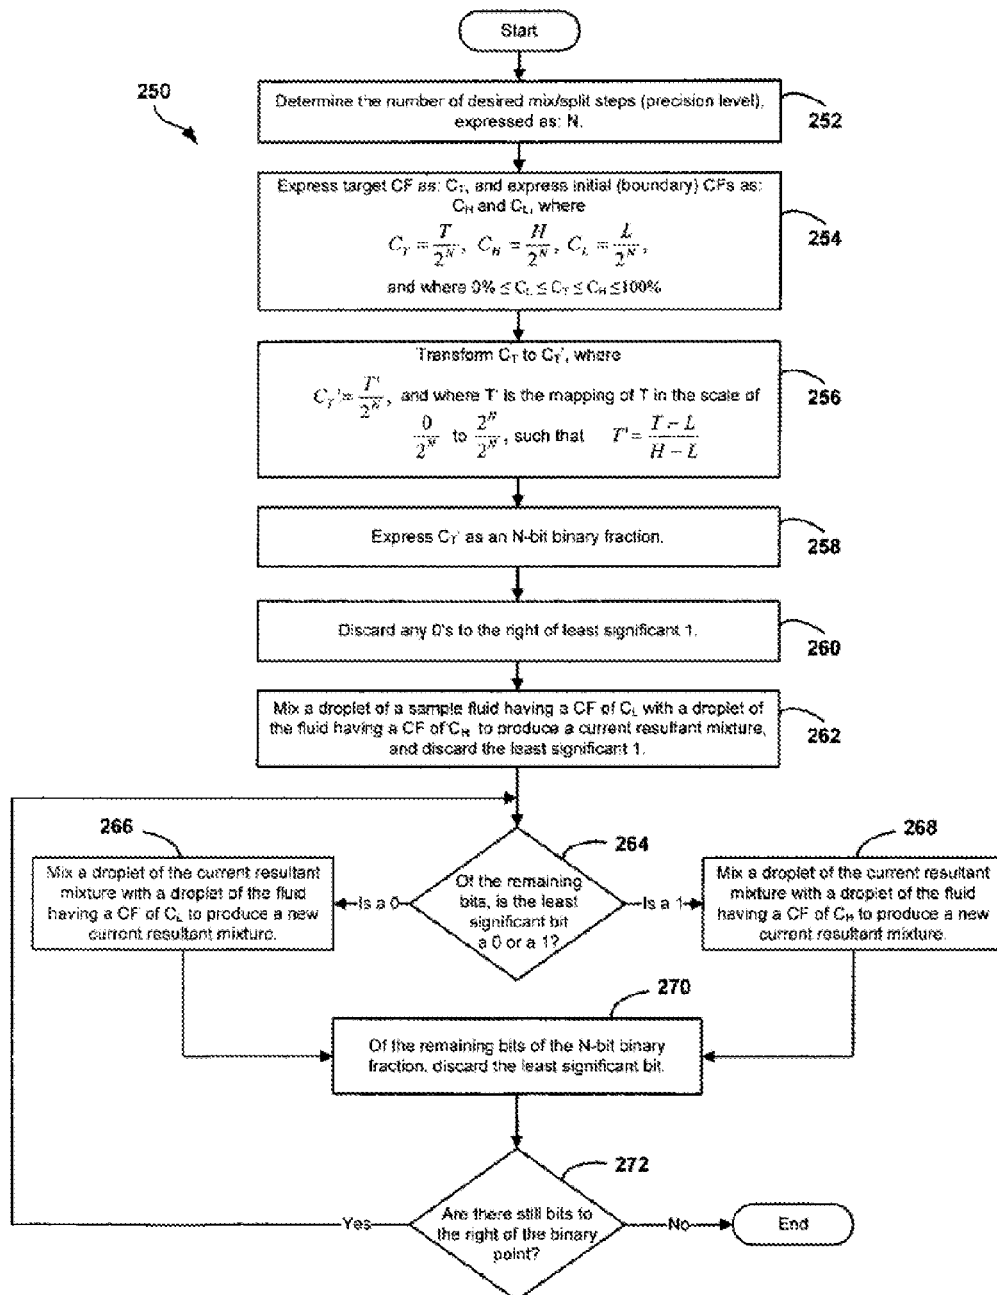 Start
250
Determine the number of desired mix/split steps (precision level),
expressed as: N.
252
Express target CF as: C_T, and express initial (boundary) CFs as:
C_H and C_L, where
C_T = T/2^N, C_H = H/2^N, C_L = L/2^N,
and where 0% ≤ C_L ≤ C_T ≤ C_H ≤100%
254
Transform C_T to C_T', where
C_T' = T'/2^N, and where T' is the mapping of T in the scale of
0/2^N to 2^N/2^N, such that T' = T - L/H - L
256
Express C_T' as an N-bit binary fraction.
258
Discard any 0's to the right of least significant 1.
260
Mix a droplet of a sample fluid having a CF of C_L with a droplet of
the fluid having a CF of C_H to produce a current resultant mixture,
and discard the least significant 1.
262
266
Mix a droplet of the current resultant
mixture with a droplet of the fluid
having a CF of C_L to produce a new
current resultant mixture.
Is a 0
264
Of the remaining
bits, is the least
significant bit
a 0 or a 1?
Is a 1
268
Mix a droplet of the current resultant
mixture with a droplet of the fluid
having a CF of C_H to produce a new
current resultant mixture.
270
Of the remaining bits of the N-bit binary
fraction, discard the least significant bit.
272
Are there still bits to
the right of the binary
point?
Yes
No
End